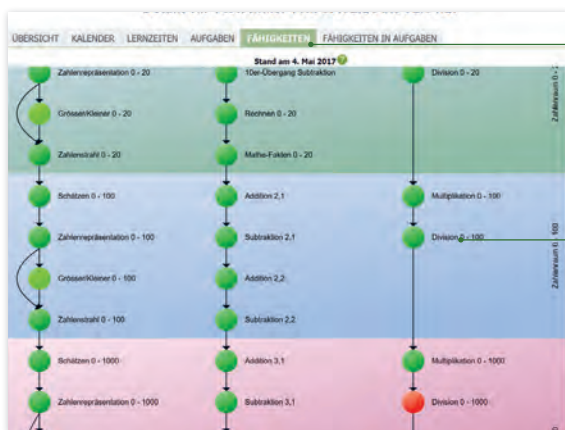 ÜBERSICHT KALENDER LERNZEITEN AUFGABEN FÄHIGKEITEN FÄHIGKEITEN IN AUFGABEN
Stand am 4. Mai 2017
Zahlenrepräsentation 0 - 20 10er-Übergang Subtraktion Division 0 - 20
Grösser/Kleiner 0 - 20 Rechnen 0 - 20
Zahlenstrahl 0 - 20 Mathe-Fakten 0 - 20
Zahlenraum 0 -
Schätzen 0 - 100 Addition 2,1 Multiplikation 0 - 100
Zahlenrepräsentation 0 - 100 Subtraktion 2,1 Division 0 - 100
Grösser/Kleiner 0 - 100 Addition 2,2
Zahlenstrahl 0 - 100 Subtraktion 2,2
Zahlenraum 0 - 100
Schätzen 0 - 1000 Addition 3,1 Multiplikation 0 - 1000
Zahlenrepräsentation 0 - 1000 Subtraktion 3,1 Division 0 - 1000